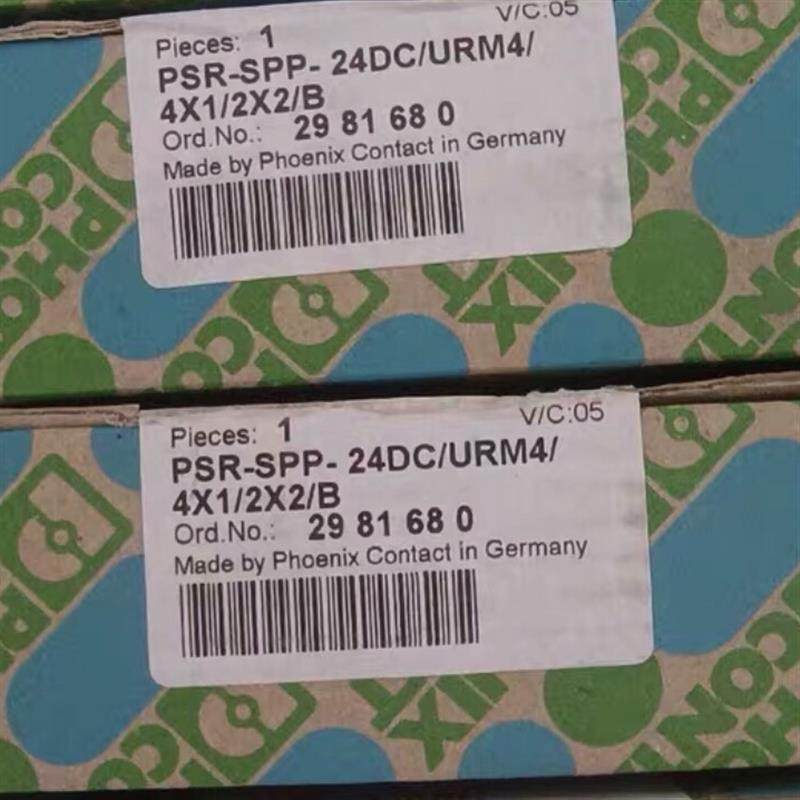 V/C:05
Pieces: 1
PSR-SPP- 24DC/URM4/
4X1/2X2/B
Ord.No.: 29 81 68 0
Made by Phoenix Contact in Germany
V/C:05
Pieces: 1
PSR-SPP- 24DC/URM4/
4X1/2X2/B
Ord.No.: 29 81 68 0
Made by Phoenix Contact in Germany